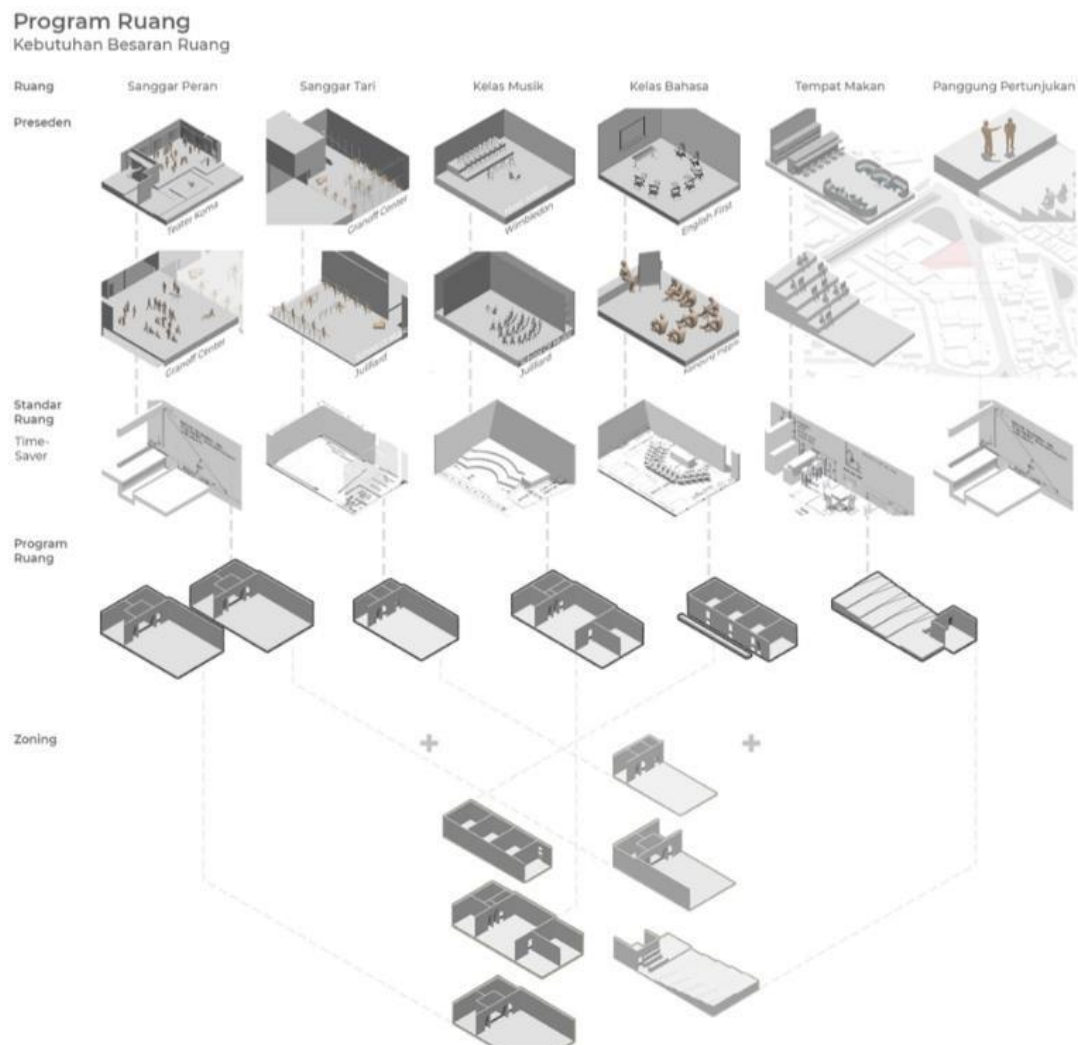 Program Ruang
Kebutuhan Besaran Ruang
Ruang
Sanggar Peran
Sanggar Tari
Kelas Musik
Kelas Bahasa
Tempat Makan
Panggung Pertunjukan
Preseden
Teater Koma
Granoff Center
Wimbledon
English First
Granoff Center
Juilliard
Juilliard
Standar
Ruang
Time-
Saver
Program
Ruang
Zoning